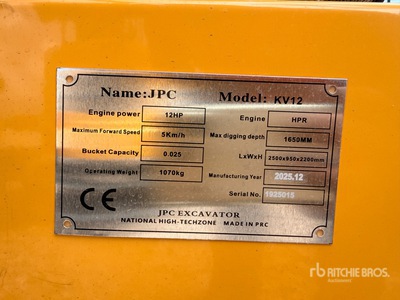 Name:JPC Model: KV12
Engine power 12HP Engine HPR
Maximum Forward Speed 5Km/h Max digging depth 1650MM
Bucket Capacity 0.025 LxWxH 2500x950x2200mm
Operating Weight 1070kg Manufacturing Year 2025.12
Serial No. 1925015
CE
JPC EXCAVATOR
NATIONAL HIGH-TECHZONE MADE IN PRC
rb RITCHIE BROS.